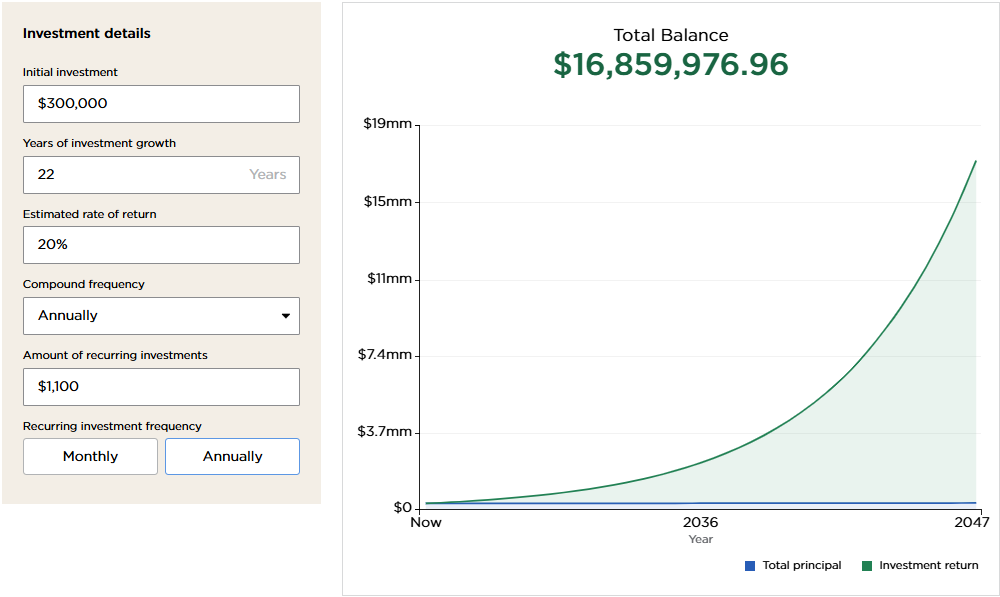 Investment details
Initial investment
$300,000
Years of investment growth
22 Years
Estimated rate of return
20%
Compound frequency
Annually
Amount of recurring investments
$1,100
Recurring investment frequency
Monthly Annually
Total Balance
$16,859,976.96
$19mm
$15mm
$11mm
$7.4mm
$3.7mm
$0
Now 2036 2047
Year
Total principal Investment return